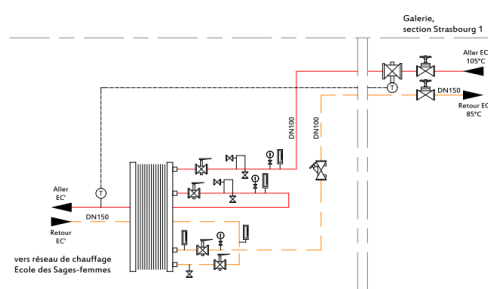 Galerie,
section Strasbourg 1
Aller EC
105°C
T
DN150
Retour EC
85°C
DN100
DN100
Aller
EC'
T
DN150
Retour
EC'
vers réseau de chauffage
Ecole des Sages-femmes